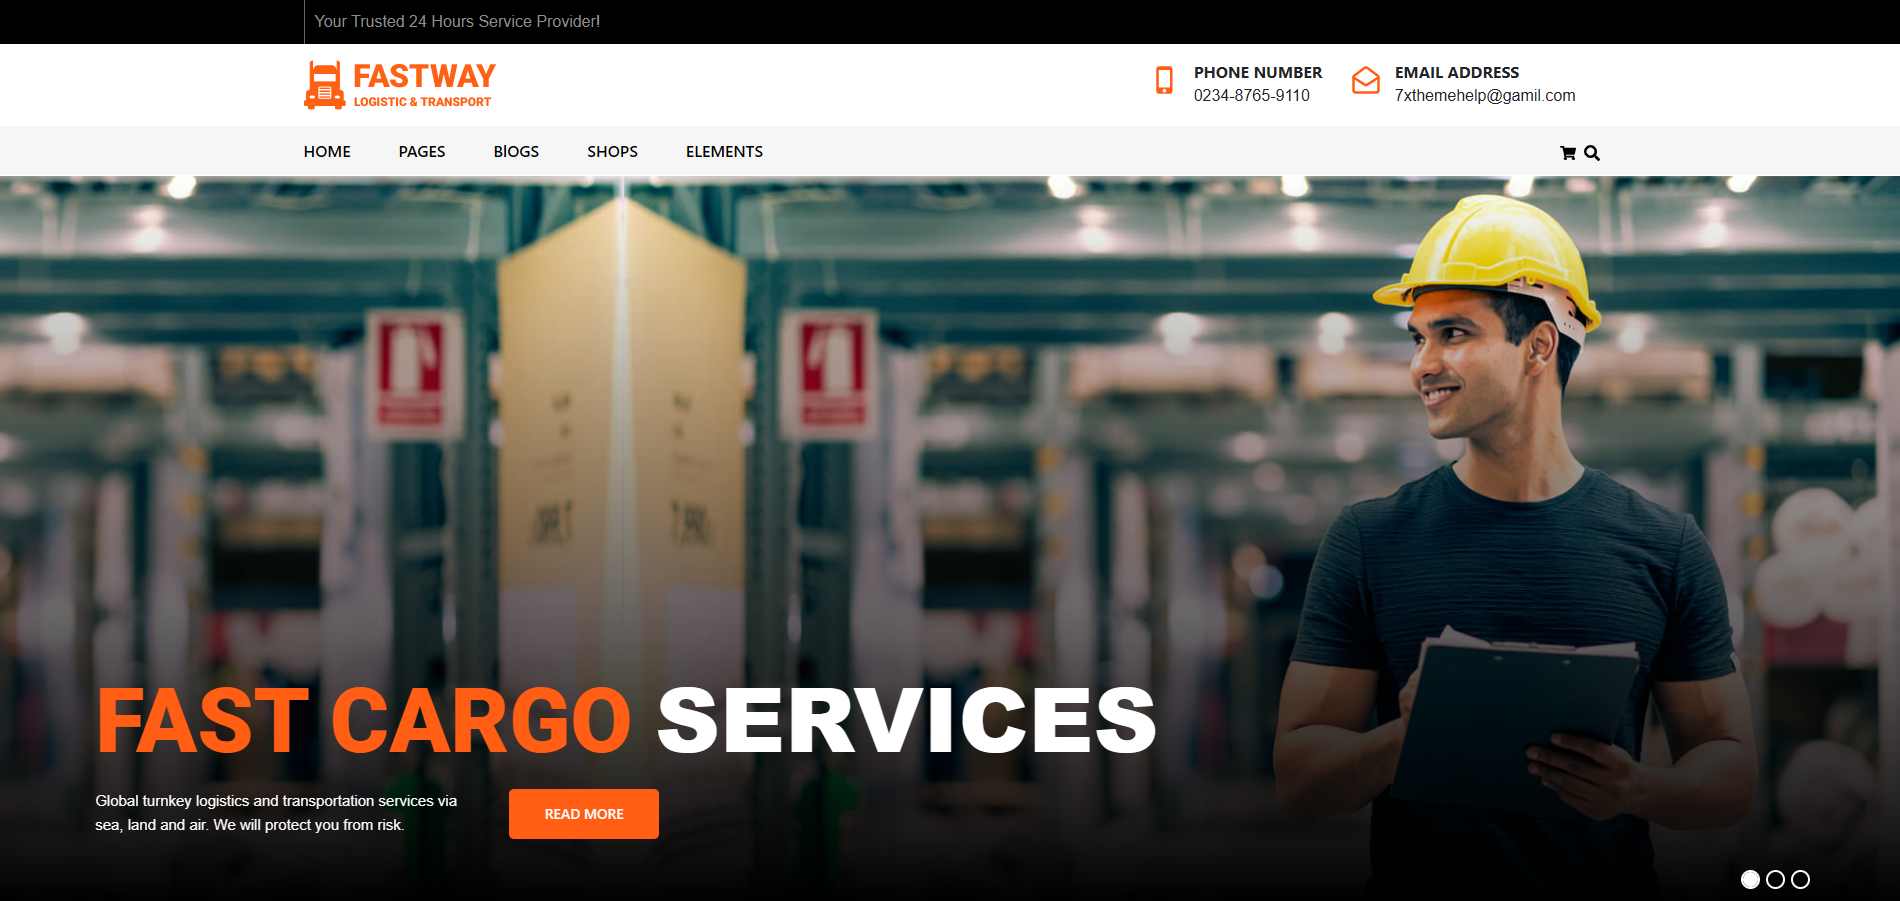 Your Trusted 24 Hours Service Provider!
FASTWAY
LOGISTIC & TRANSPORT
PHONE NUMBER
0234-8765-9110
EMAIL ADDRESS
7xthemehelp@gamil.com
HOME PAGES BlOGS SHOPS ELEMENTS
FAST CARGO SERVICES
Global turnkey logistics and transportation services via
sea, land and air. We will protect you from risk.
READ MORE